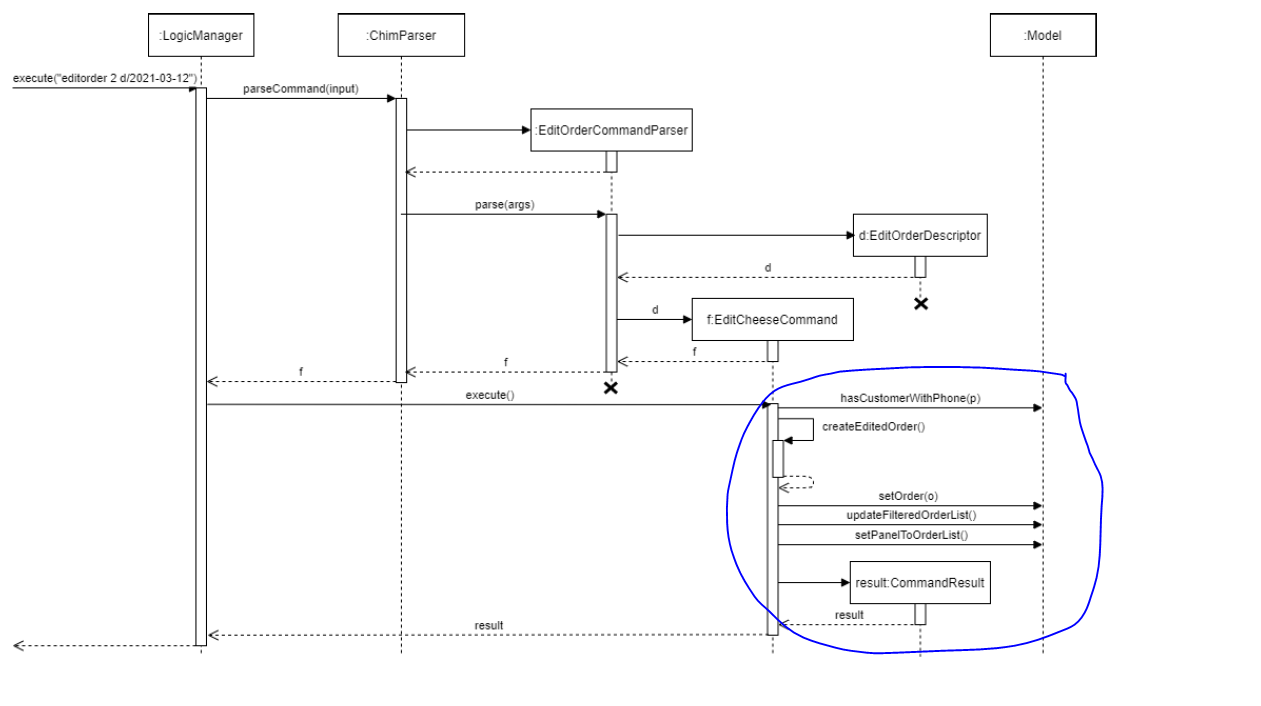 :LogicManager
:ChimParser
:Model
execute("editorder 2 d/2021-03-12")
parseCommand(input)
:EditOrderCommandParser
parse(args)
d:EditOrderDescriptor
d
d
f:EditCheeseCommand
f
f
f
execute()
hasCustomerWithPhone(p)
createEditedOrder()
setOrder(o)
updateFilteredOrderList()
setPanelToOrderList()
result:CommandResult
result
result